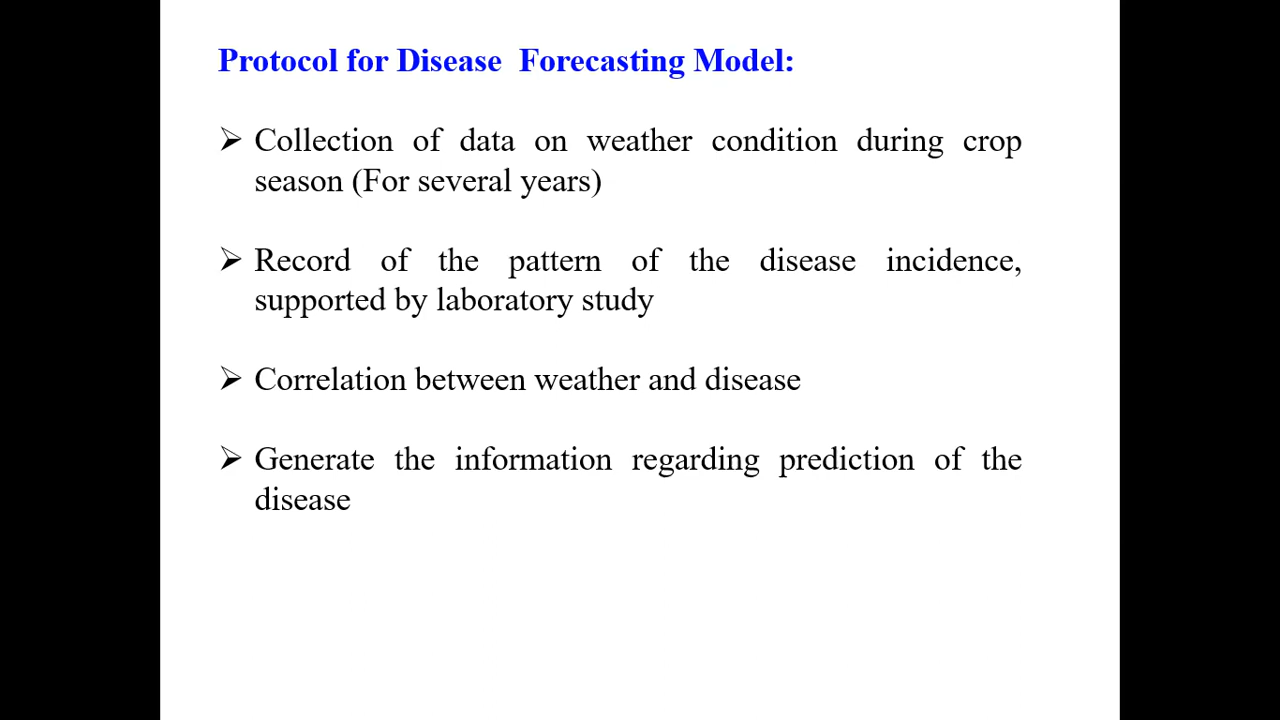 Protocol for Disease Forecasting Model:
➢ Collection of data on weather condition during crop
season (For several years)
➢ Record of the pattern of the disease incidence,
supported by laboratory study
➢ Correlation between weather and disease
➢ Generate the information regarding prediction of the
disease